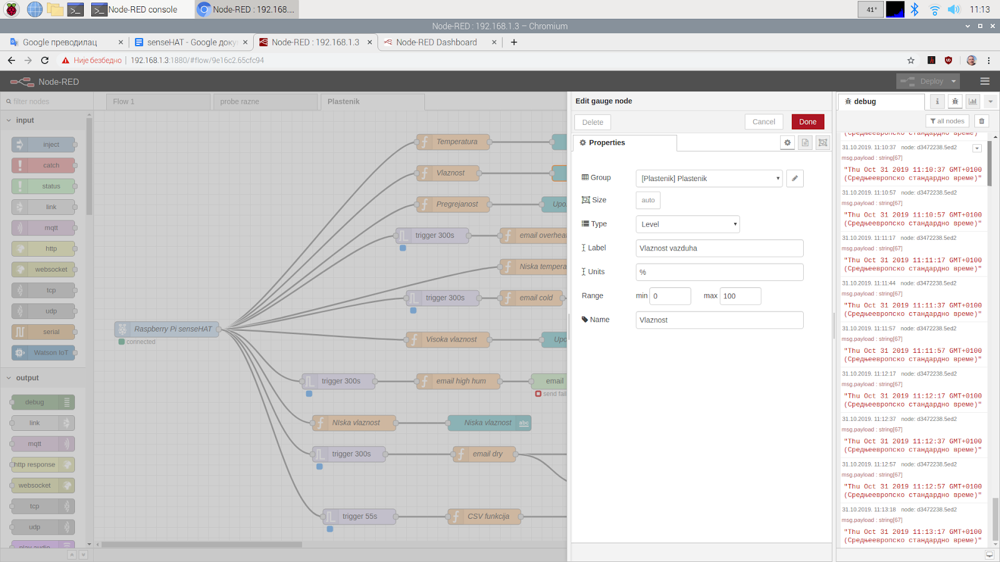 Node-RED console
Node-RED : 192.168....
41°
11:13
Node-RED : 192.168.1.3 – Chromium
Google преводилац
senseHAT - Google доку
Node-RED : 192.168.1.3
Node-RED Dashboard
Није безбедно
192.168.1.3:1880/#flow/9e16c2.65cfc94
Node-RED
Deploy
filter nodes
input
inject
catch
status
link
mqtt
http
websocket
tcp
udp
serial
Watson IoT
output
debug
link
mqtt
http response
websocket
tcp
udp
play audio
Flow 1
probe razne
Plastenik
Temperatura
Vlaznost
Pregrejanost
Upo
trigger 300s
email overhea
Niska tempera
trigger 300s
email cold
Raspberry Pi senseHAT
connected
Visoka vlaznost
Upo
trigger 300s
email high hum
email
send fail
NIska vlaznost
Niska vlaznost
abc
trigger 300s
email dry
trigger 55s
CSV funkcija
Edit gauge node
Delete
Cancel
Done
Properties
Group
[Plastenik] Plastenik
Size
auto
Type
Level
Label
Vlaznost vazduha
Units
%
Range
min 0
max 100
Name
Vlaznost
debug
all nodes
(Средњеевропско стандардно време)"
31.10.2019. 11:10:37 node: d3472238.5ed2
msg.payload : string[67]
"Thu Oct 31 2019 11:10:37 GMT+0100
(Средњеевропско стандардно време)"
31.10.2019. 11:10:57 node: d3472238.5ed2
msg.payload : string[67]
"Thu Oct 31 2019 11:10:57 GMT+0100
(Средњеевропско стандардно време)"
31.10.2019. 11:11:17 node: d3472238.5ed2
msg.payload : string[67]
"Thu Oct 31 2019 11:11:17 GMT+0100
(Средњеевропско стандардно време)"
31.10.2019. 11:11:44 node: d3472238.5ed2
msg.payload : string[67]
"Thu Oct 31 2019 11:11:37 GMT+0100
(Средњеевропско стандардно време)"
31.10.2019. 11:11:57 node: d3472238.5ed2
msg.payload : string[67]
"Thu Oct 31 2019 11:11:57 GMT+0100
(Средњеевропско стандардно време)"
31.10.2019. 11:12:17 node: d3472238.5ed2
msg.payload : string[67]
"Thu Oct 31 2019 11:12:17 GMT+0100
(Средњеевропско стандардно време)"
31.10.2019. 11:12:37 node: d3472238.5ed2
msg.payload : string[67]
"Thu Oct 31 2019 11:12:37 GMT+0100
(Средњеевропско стандардно време)"
31.10.2019. 11:12:57 node: d3472238.5ed2
msg.payload : string[67]
"Thu Oct 31 2019 11:12:57 GMT+0100
(Средњеевропско стандардно време)"
31.10.2019. 11:13:18 node: d3472238.5ed2
msg.payload : string[67]
"Thu Oct 31 2019 11:13:17 GMT+0100
(Средњеевропско стандардно време)"